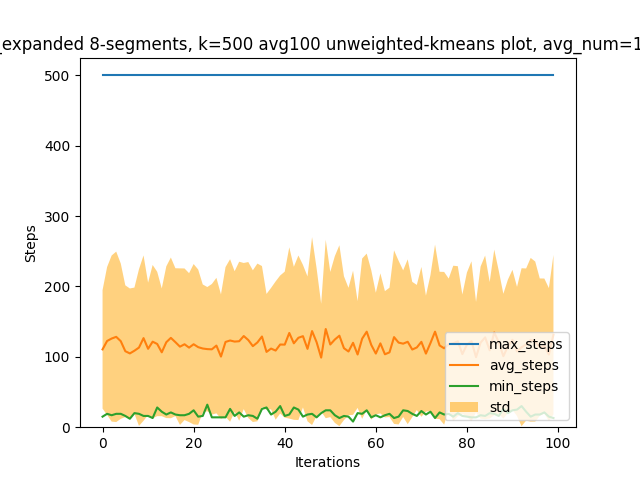 _expanded 8-segments, k=500 avg100 unweighted-kmeans plot, avg_num=1
500
400
300
200
100
0
Steps
max_steps
avg_steps
min_steps
std
0 20 40 60 80 100
Iterations